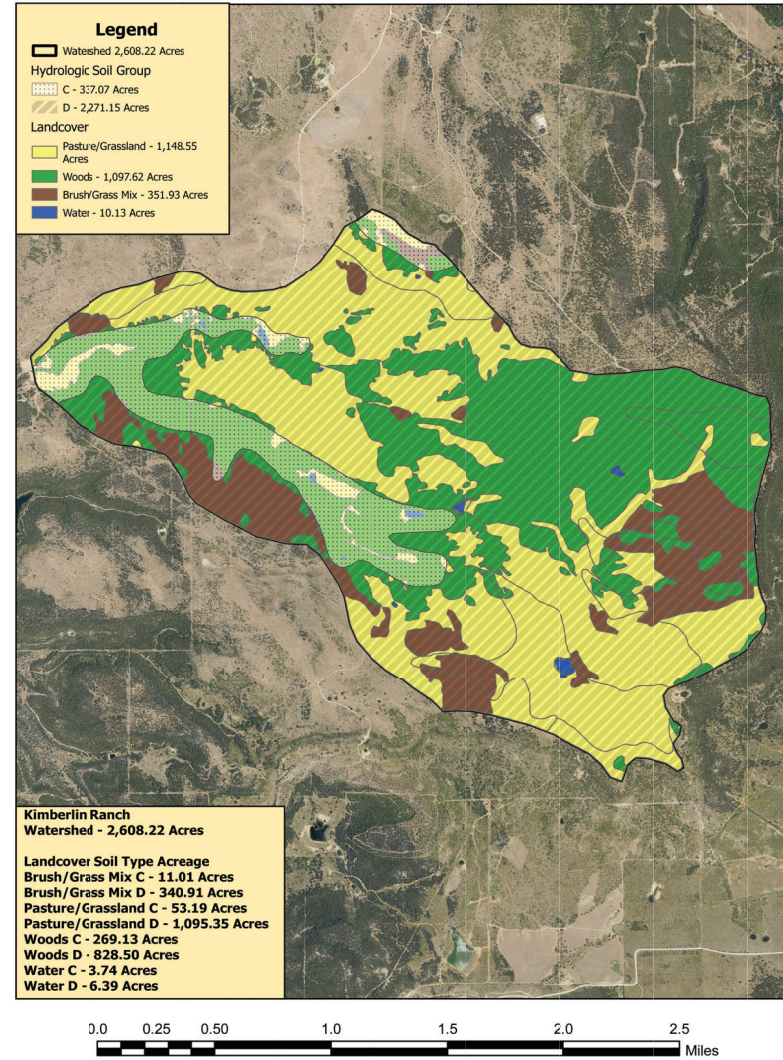 Legend
Watershed 2,608.22 Acres
Hydrologic Soil Group
C - 337.07 Acres
D - 2,271.15 Acres
Landcover
Pasture/Grassland - 1,148.55
Acres
Woods - 1,097.62 Acres
Brush/Grass Mix - 351.93 Acres
Water - 10.13 Acres
Kimberlin Ranch
Watershed - 2,608.22 Acres
Landcover Soil Type Acreage
Brush/Grass Mix C - 11.01 Acres
Brush/Grass Mix D - 340.91 Acres
Pasture/Grassland C - 53.19 Acres
Pasture/Grassland D - 1,095.35 Acres
Woods C - 269.13 Acres
Woods D - 828.50 Acres
Water C - 3.74 Acres
Water D - 6.39 Acres
0.0 0.25 0.50 1.0 1.5 2.0 2.5
Miles